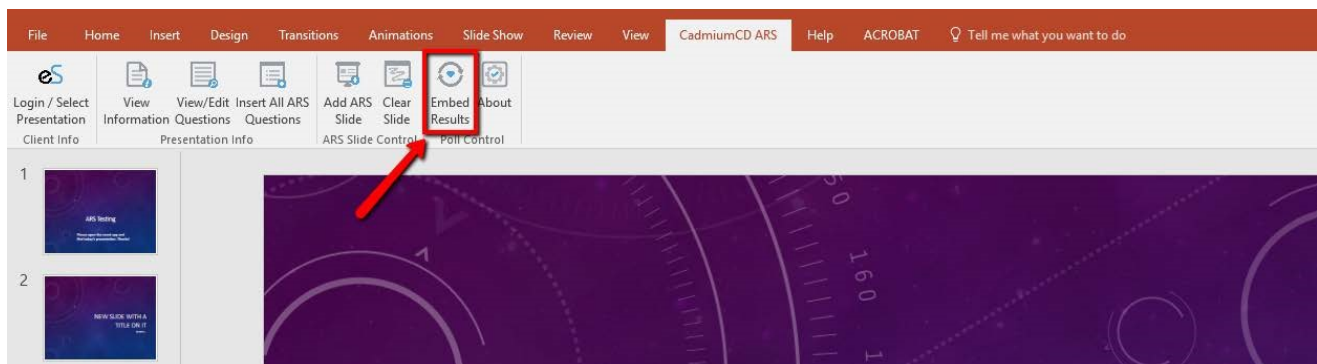 File Home Insert Design Transitions Animations Slide Show Review View CadmiumCD ARS Help ACROBAT Tell me what you want to do
eS
Login / Select Presentation
View Information
View/Edit Questions
Insert All ARS Questions
Add ARS Slide
Clear Slide
Embed Results
About
Client Info
Presentation Info
ARS Slide Control
Poll Control
1
ARS Testing
2
NEW SLIDE WITH A
TITLE ON IT
50
160